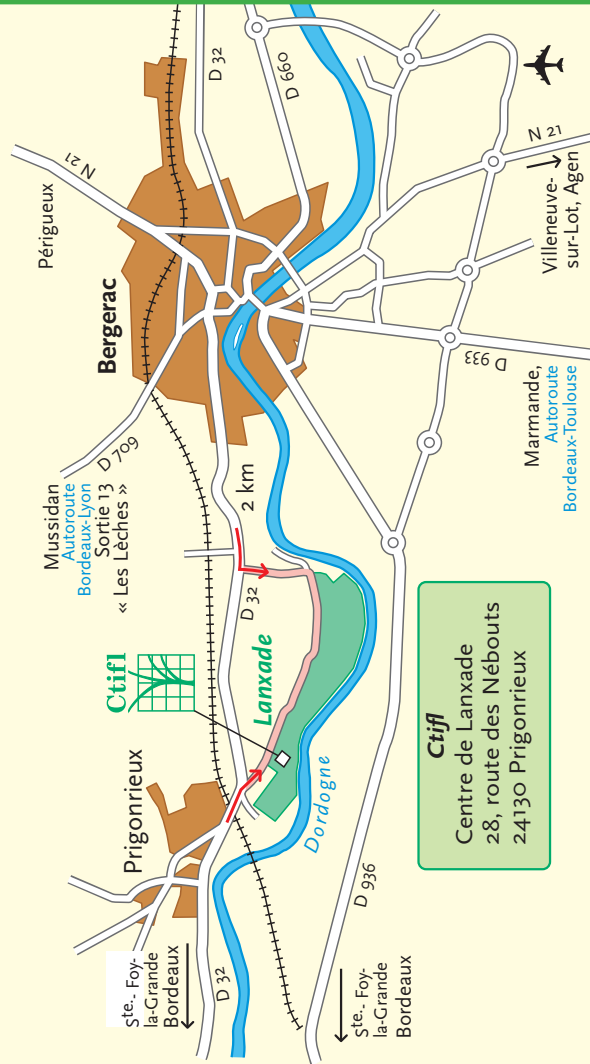 Ste.- Foy-
la-Grande
Bordeaux
D 32
Prigonrieux
Ctifl
Mussidan
Autoroute
Bordeaux-Lyon
Sortie 13
« Les Lèches »
D 709
Bergerac
Périgueux
N 21
D 32
D 660
2 km
D 32
Lanxade
Dordogne
Ste.- Foy-
la-Grande
Bordeaux
D 936
Ctifl
Centre de Lanxade
28, route des Nébouts
24130 Prigonrieux
Marmande,
Autoroute
Bordeaux-Toulouse
D 933
Villeneuve-
sur-Lot, Agen
N 21